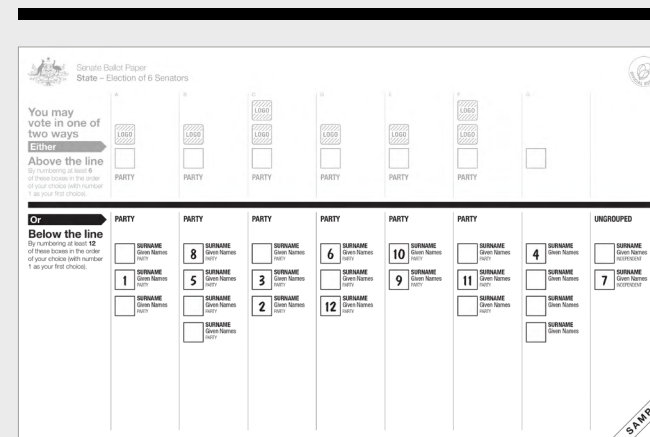 Senate Ballot Paper
State – Election of 6 Senators
You may
vote in one of
two ways
Either
Above the line
By numbering at least 6
of these boxes in the order
of your choice (with number
1 as your first choice).
A
LOGO
PARTY
B
LOGO
PARTY
C
LOGO
LOGO
PARTY
D
LOGO
PARTY
E
LOGO
PARTY
F
LOGO
LOGO
PARTY
G
Or
Below the line
By numbering at least 12
of these boxes in the order
of your choice (with number
1 as your first choice).
PARTY
SURNAME
Given Names
PARTY
1 SURNAME
Given Names
PARTY
SURNAME
Given Names
PARTY
PARTY
8 SURNAME
Given Names
PARTY
5 SURNAME
Given Names
PARTY
SURNAME
Given Names
PARTY
SURNAME
Given Names
PARTY
PARTY
SURNAME
Given Names
PARTY
3 SURNAME
Given Names
PARTY
2 SURNAME
Given Names
PARTY
PARTY
6 SURNAME
Given Names
PARTY
SURNAME
Given Names
PARTY
12 SURNAME
Given Names
PARTY
PARTY
10 SURNAME
Given Names
PARTY
9 SURNAME
Given Names
PARTY
PARTY
SURNAME
Given Names
PARTY
11 SURNAME
Given Names
PARTY
SURNAME
Given Names
PARTY
4 SURNAME
Given Names
SURNAME
Given Names
SURNAME
Given Names
SURNAME
Given Names
UNGROUPED
SURNAME
Given Names
INDEPENDENT
7 SURNAME
Given Names
INDEPENDENT